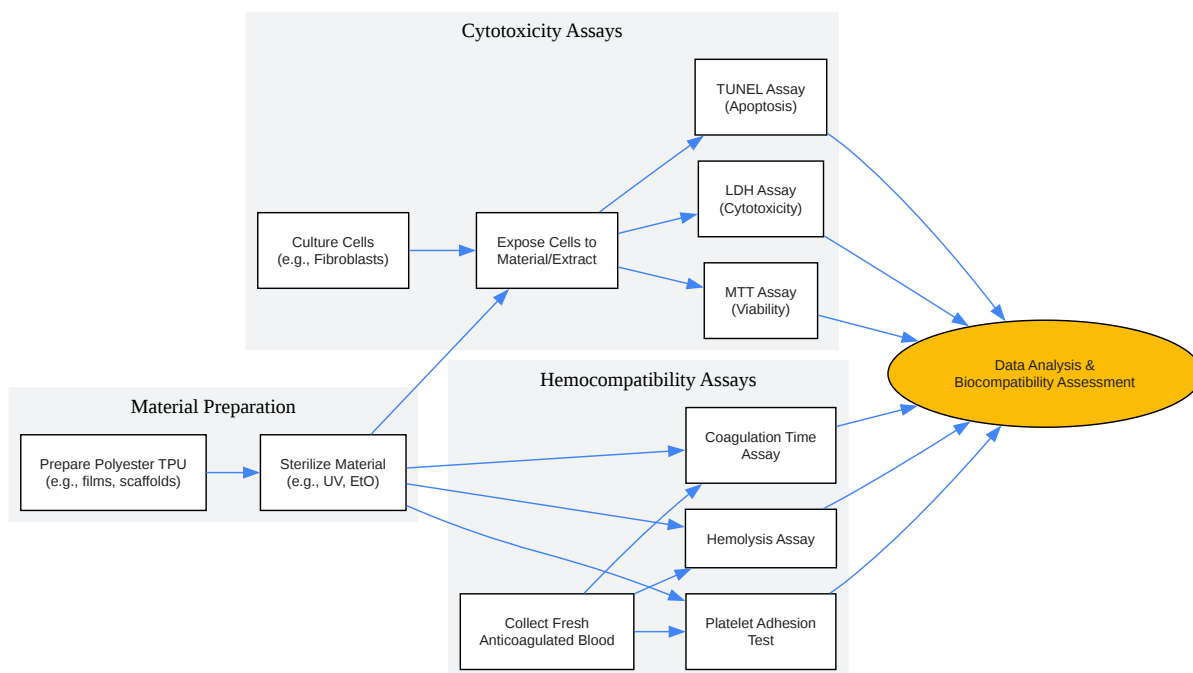 Cytotoxicity Assays
TUNEL Assay
(Apoptosis)
LDH Assay
(Cytotoxicity)
Culture Cells
(e.g., Fibroblasts)
Expose Cells to
Material/Extract
MTT Assay
(Viability)
Data Analysis &
Biocompatibility Assessment
Hemocompatibility Assays
Material Preparation
Prepare Polyester TPU
(e.g., films, scaffolds)
Sterilize Material
(e.g., UV, EtO)
Coagulation Time
Assay
Hemolysis Assay
Collect Fresh
Anticoagulated Blood
Platelet Adhesion
Test